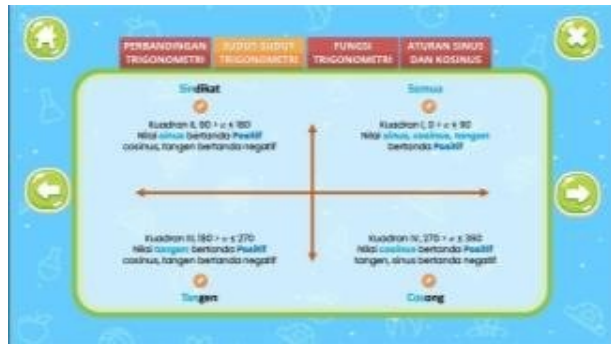 PERBANDINGAN
TRIGONOMETRI
SUDUT-SUDUT
TRIGONOMETRI
FUNGSI
TRIGONOMETRI
ATURAN SINUS
DAN KOSINUS
Sindikat
Kuadran II, 90 > α ≤ 180
Nilai sinus bertanda Positif
cosinus, tangen bertanda negatif
Semua
Kuadran I, 0 > α ≤ 90
Nilai sinus, cosinus, tangen
bertanda Positif
Kuadran III, 180 > α ≤ 270
Nilai tangen bertanda Positif
cosinus, tangen bertanda negatif
Tangen
Kuadran IV, 270 > α ≤ 360
Nilai cosinus bertanda Positif
tangen, sinus bertanda negatif
Cosong